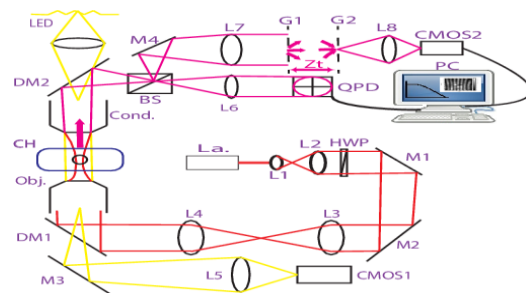 LED
M4
L7
G1
G2
L8
CMOS2
DM2
Zt
PC
BS
L6
QPD
Cond.
CH
La.
L2
HWP
M1
L1
Obj.
L4
L3
DM1
M2
M3
L5
CMOS1